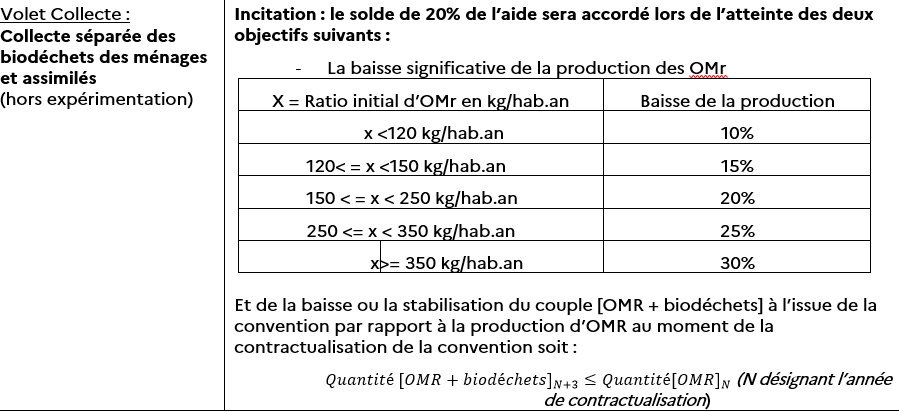 Volet Collecte :
Collecte séparée des
biodéchets des ménages
et assimilés
(hors expérimentation)
Incitation : le solde de 20% de l’aide sera accordé lors de l’atteinte des deux
objectifs suivants :
- La baisse significative de la production des OMr
X = Ratio initial d’OMr en kg/hab.an Baisse de la production
x <120 kg/hab.an 10%
120< = x <150 kg/hab.an 15%
150 < = x < 250 kg/hab.an 20%
250 <= x < 350 kg/hab.an 25%
x>= 350 kg/hab.an 30%
Et de la baisse ou la stabilisation du couple [OMR + biodéchets] à l’issue de la
convention par rapport à la production d’OMR au moment de la
contractualisation de la convention soit :
Quantité [OMR + biodéchets]N+3 ≤ Quantité[OMR]N (N désignant l’année
de contractualisation)